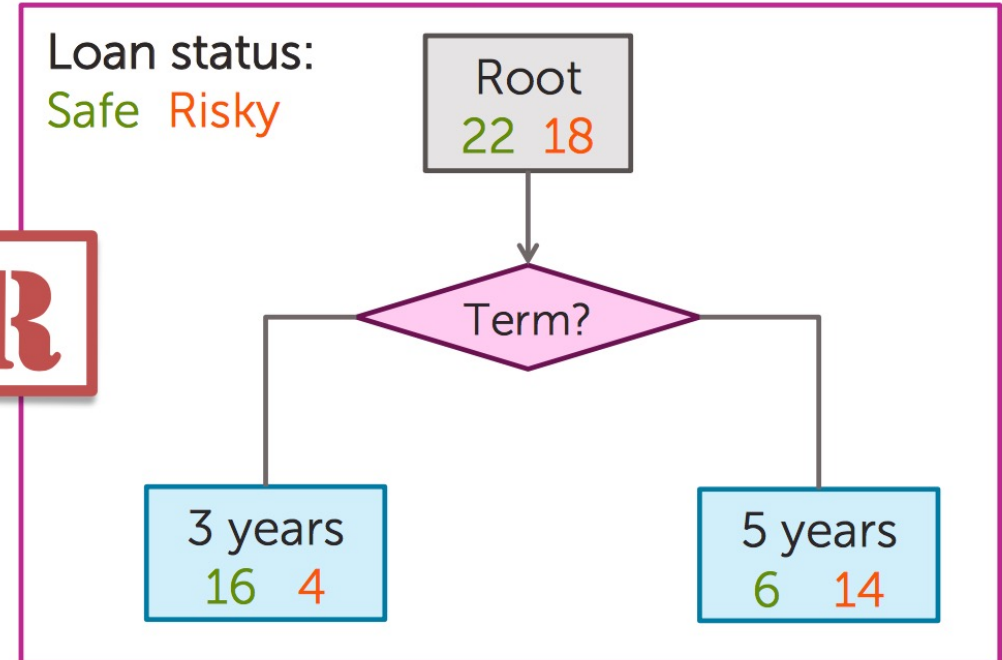 Loan status:
Safe Risky
Root
22 18
R
Term?
3 years
16 4
5 years
6 14